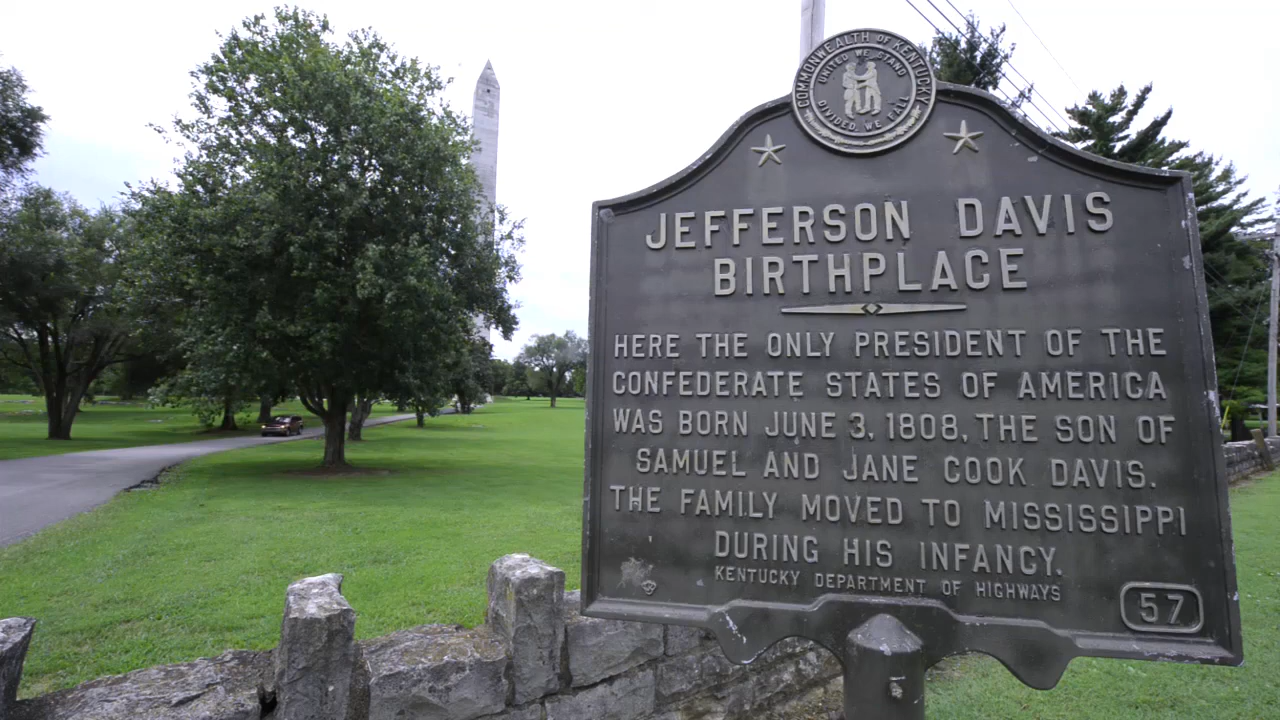 COMMONWEALTH OF KENTUCKY
UNITED WE STAND
DIVIDED WE FALL
JEFFERSON DAVIS
BIRTHPLACE
HERE THE ONLY PRESIDENT OF THE
CONFEDERATE STATES OF AMERICA
WAS BORN JUNE 3, 1808, THE SON OF
SAMUEL AND JANE COOK DAVIS.
THE FAMILY MOVED TO MISSISSIPPI
DURING HIS INFANCY.
KENTUCKY DEPARTMENT OF HIGHWAYS
57